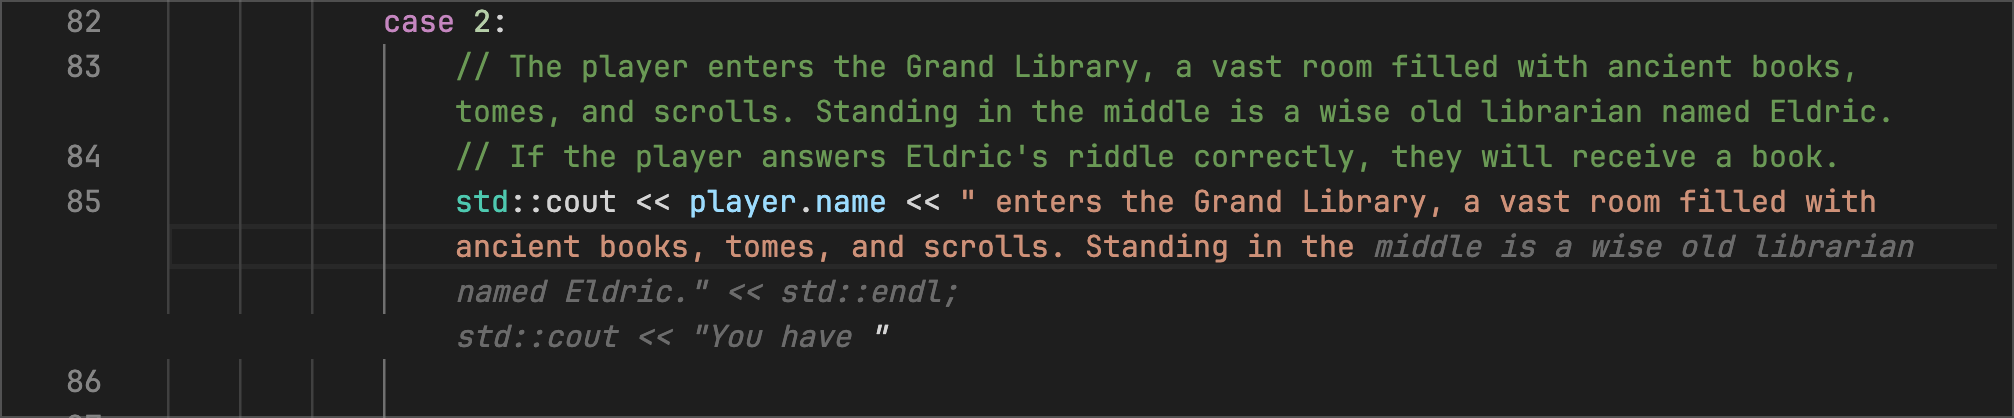 82 case 2:
83 // The player enters the Grand Library, a vast room filled with ancient books,
tomes, and scrolls. Standing in the middle is a wise old librarian named Eldric.
84 // If the player answers Eldric's riddle correctly, they will receive a book.
85 std::cout << player.name << " enters the Grand Library, a vast room filled with
ancient books, tomes, and scrolls. Standing in the middle is a wise old librarian
named Eldric." << std::endl;
std::cout << "You have "
86